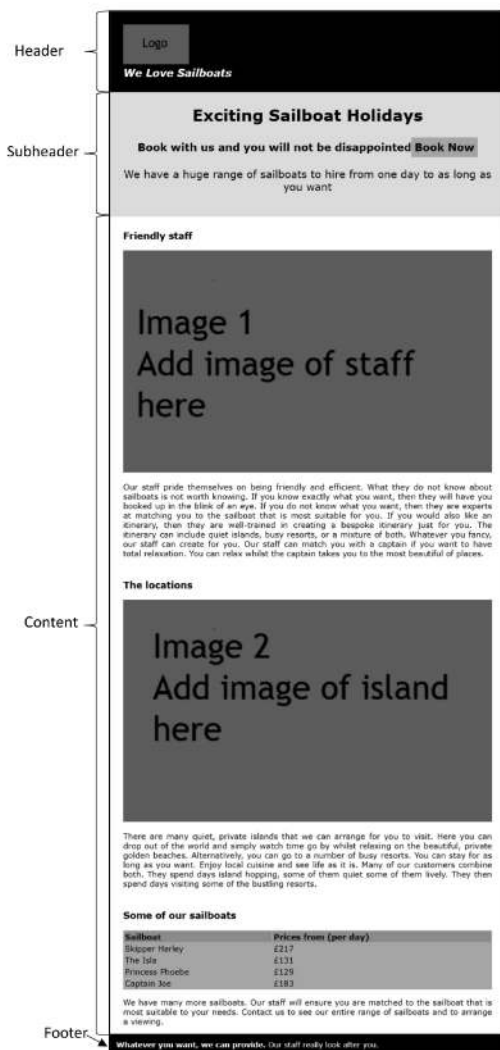 Header
Logo
We Love Sailboats
Subheader
Exciting Sailboat Holidays
Book with us and you will not be disappointed Book Now
We have a huge range of sailboats to hire from one day to as long as
you want
Content
Friendly staff
Image 1
Add image of staff
here
Our staff pride themselves on being friendly and efficient. What they do not know about
sailboats is not worth knowing. If you know exactly what you want, then they will have you
booked up in the blink of an eye. If you do not know what you want, then they are experts
at matching you to the sailboat that is most suitable for you. If you would also like an
itinerary, then they are well-trained in creating a bespoke itinerary just for you. The
itinerary can include quiet islands, busy resorts, or a mixture of both. Whatever you fancy,
our staff can create for you. Our staff can match you with a captain if you want to have
total relaxation. You can relax whilst the captain takes you to the most beautiful of places.
The locations
Image 2
Add image of island
here
There are many quiet, private islands that we can arrange for you to visit. Here you can
drop out of the world and simply watch time go by whilst relaxing on the beautiful, private
golden beaches. Alternatively, you can go to a number of busy resorts. You can stay for as
long as you want. Enjoy local cuisine and see life as it is. Many of our customers combine
both. They spend days island hopping, some of them quiet some of them lively. They then
spend days visiting some of the bustling resorts.
Some of our sailboats
Sailboat Prices from (per day)
Skipper Harley £217
The Isla £131
Princess Phoebe £129
Captain Joe £183
We have many more sailboats. Our staff will ensure you are matched to the sailboat that is
most suitable to your needs. Contact us to see our entire range of sailboats and to arrange
a viewing.
Footer
Whatever you want, we can provide. Our staff really look after you.